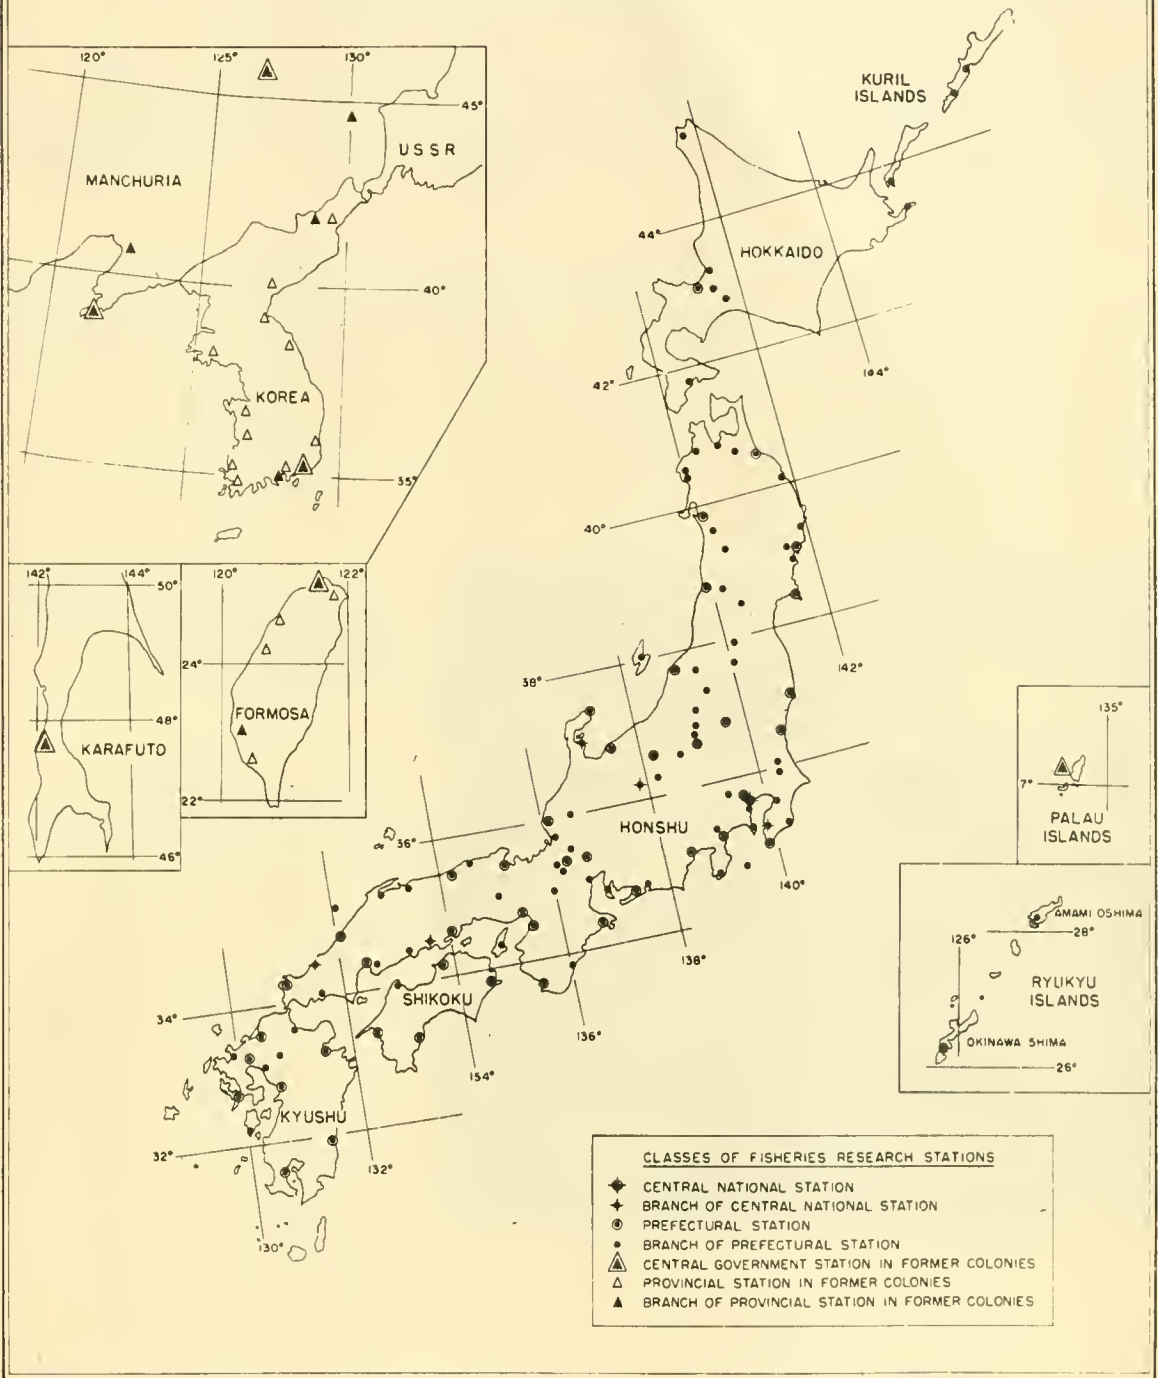 120°
125°
130°
45°
USSR
MANCHURIA
40°
KOREA
35°
KURIL
ISLANDS
44°
HOKKAIDO
42°
164°
40°
142°
38°
142°
144°
50°
48°
KARAFUTO
46°
120°
122°
24°
FORMOSA
22°
36°
HONSHU
140°
138°
136°
34°
SHIKOKU
154°
KYUSHU
32°
132°
130°
135°
7°
PALAU
ISLANDS
AMAMI OSHIMA
126°
28°
RYUKYU
ISLANDS
OKINAWA SHIMA
26°
CLASSES OF FISHERIES RESEARCH STATIONS
CENTRAL NATIONAL STATION
BRANCH OF CENTRAL NATIONAL STATION
PREFECTURAL STATION
BRANCH OF PREFECTURAL STATION
CENTRAL GOVERNMENT STATION IN FORMER COLONIES
PROVINCIAL STATION IN FORMER COLONIES
BRANCH OF PROVINCIAL STATION IN FORMER COLONIES